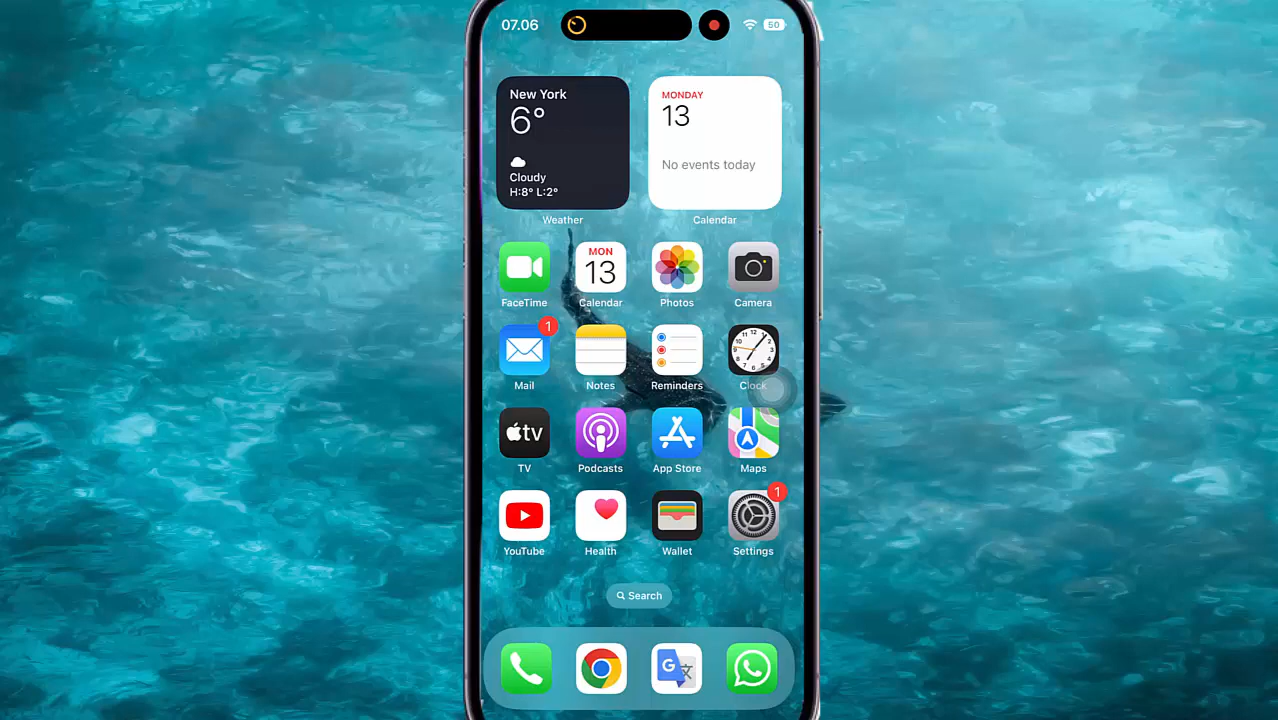 07.06
50
New York
6°
Cloudy
H:8° L:2°
Weather
MONDAY
13
No events today
Calendar
FaceTime
MON
13
Calendar
Photos
Camera
1
Mail
Notes
Reminders
Clock
tv
TV
Podcasts
App Store
Maps
YouTube
Health
Wallet
1
Settings
Search
G